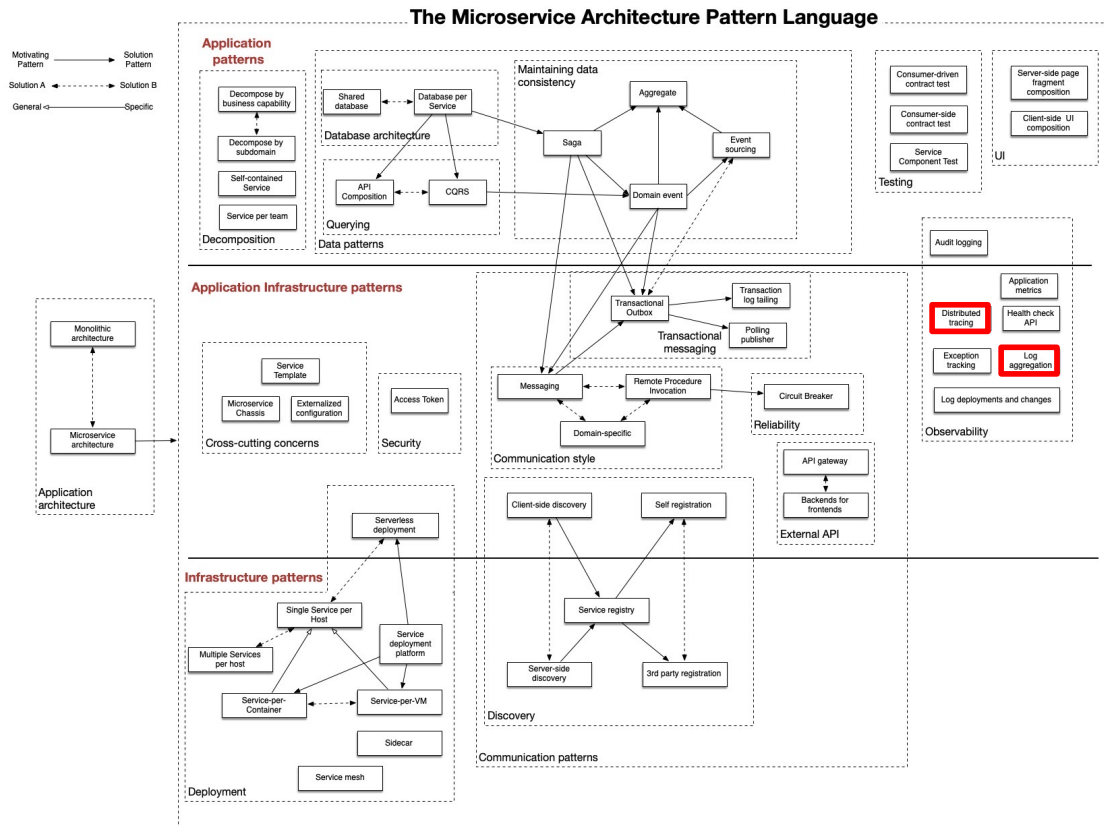 The Microservice Architecture Pattern Language
Motivating
Pattern
Solution
Pattern
Solution A
Solution B
General
Specific
Application
patterns
Decompose by
business capability
Decompose by
subdomain
Self-contained
Service
Service per team
Decomposition
Shared
database
Database per
Service
Database architecture
API
Composition
CQRS
Querying
Data patterns
Maintaining data
consistency
Aggregate
Saga
Event
sourcing
Domain event
Consumer-driven
contract test
Consumer-side
contract test
Service
Component Test
Testing
Server-side page
fragment
composition
Client-side UI
composition
UI
Application Infrastructure patterns
Monolithic
architecture
Microservice
architecture
Application
architecture
Service
Template
Microservice
Chassis
Externalized
configuration
Cross-cutting concerns
Access Token
Security
Transactional
Outbox
Transaction
log tailing
Polling
publisher
Transactional
messaging
Messaging
Remote Procedure
Invocation
Domain-specific
Communication style
Circuit Breaker
Reliability
API gateway
Backends for
frontends
External API
Audit logging
Application
metrics
Distributed
tracing
Health check
API
Exception
tracking
Log
aggregation
Log deployments and changes
Observability
Client-side discovery
Self registration
Service registry
Server-side
discovery
3rd party registration
Discovery
Communication patterns
Infrastructure patterns
Serverless
deployment
Single Service per
Host
Multiple Services
per host
Service
deployment
platform
Service-per-
Container
Service-per-VM
Sidecar
Service mesh
Deployment